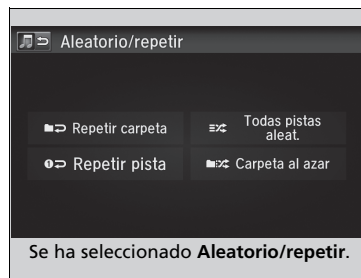 Aleatorio/repetir
Repetir carpeta
Todas pistas
aleat.
Repetir pista
Carpeta al azar
Se ha seleccionado Aleatorio/repetir.